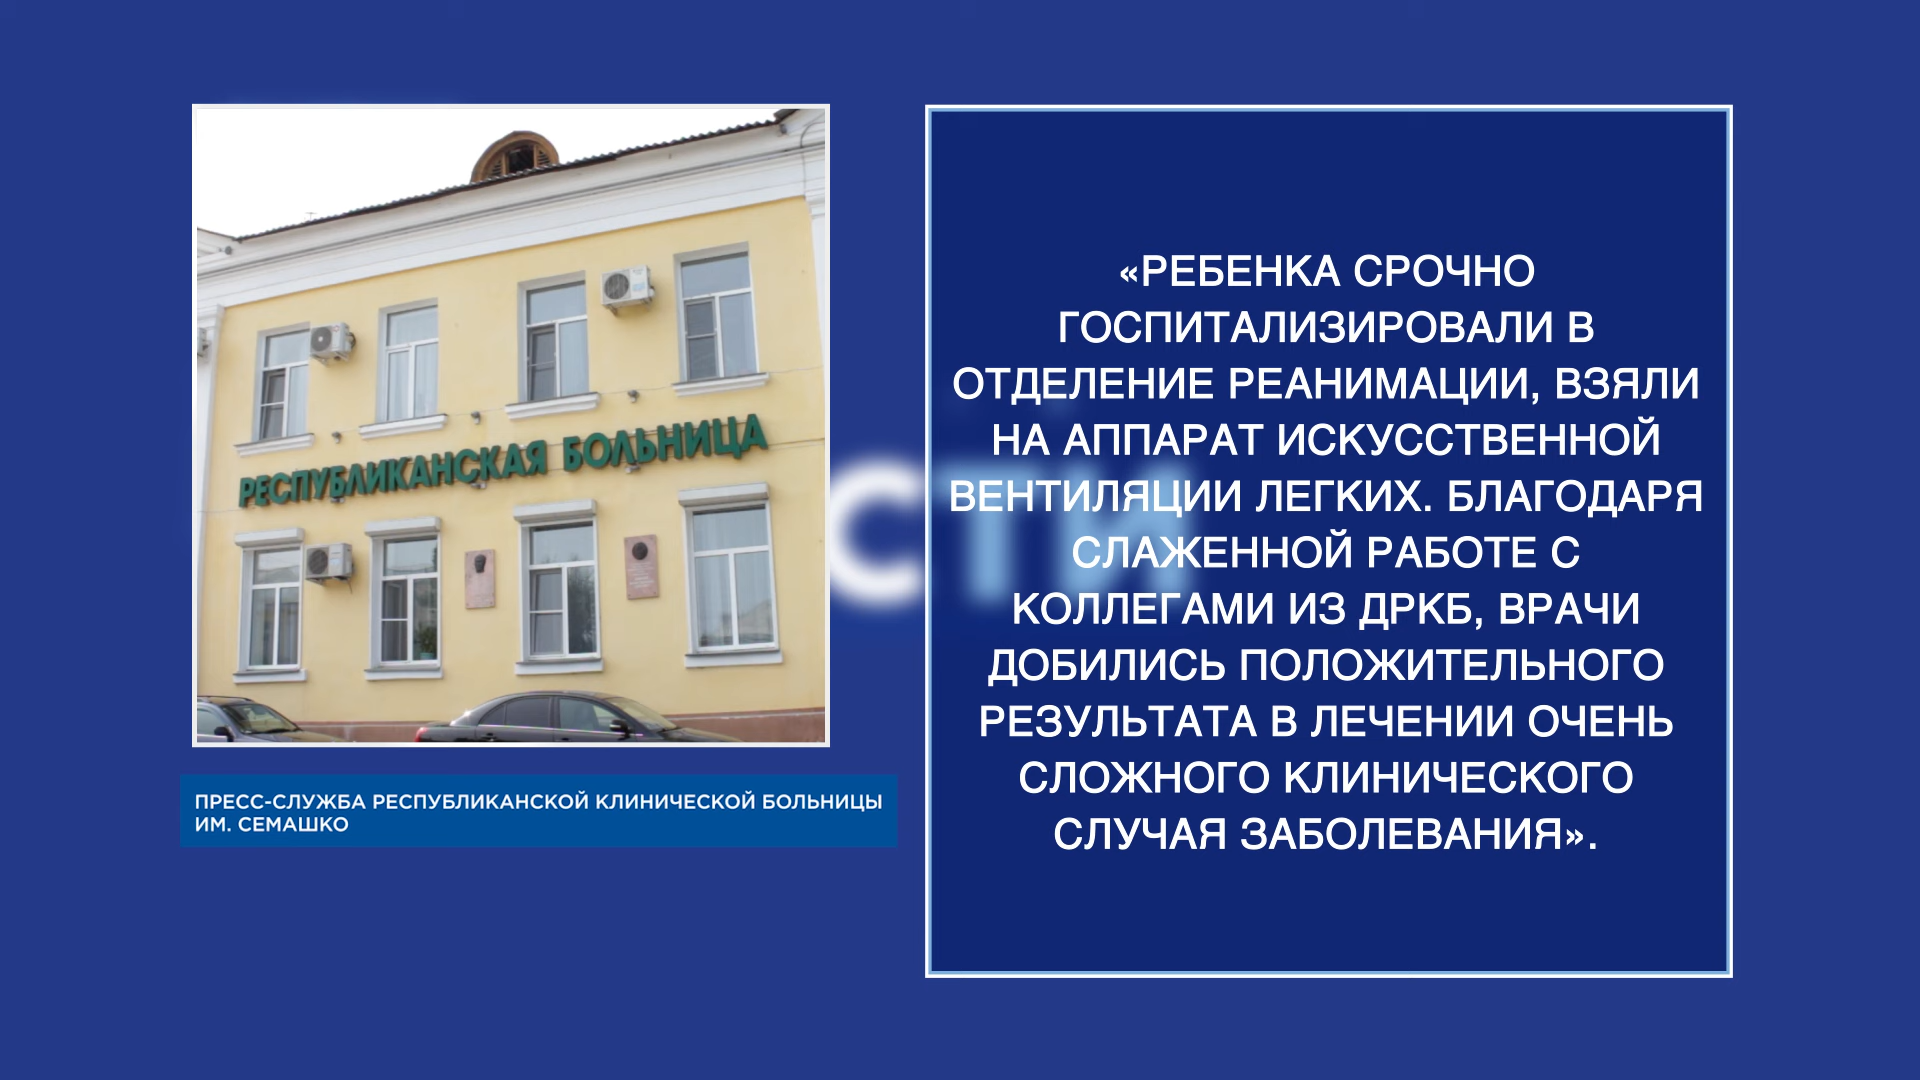 РЕСПУБЛИКАНСКАЯ БОЛЬНИЦА
ПРЕСС-СЛУЖБА РЕСПУБЛИКАНСКОЙ КЛИНИЧЕСКОЙ БОЛЬНИЦЫ
ИМ. СЕМАШКО
«РЕБЕНКА СРОЧНО
ГОСПИТАЛИЗИРОВАЛИ В
ОТДЕЛЕНИЕ РЕАНИМАЦИИ, ВЗЯЛИ
НА АППАРАТ ИСКУССТВЕННОЙ
ВЕНТИЛЯЦИИ ЛЕГКИХ. БЛАГОДАРЯ
СЛАЖЕННОЙ РАБОТЕ С
КОЛЛЕГАМИ ИЗ ДРКБ, ВРАЧИ
ДОБИЛИСЬ ПОЛОЖИТЕЛЬНОГО
РЕЗУЛЬТАТА В ЛЕЧЕНИИ ОЧЕНЬ
СЛОЖНОГО КЛИНИЧЕСКОГО
СЛУЧАЯ ЗАБОЛЕВАНИЯ».